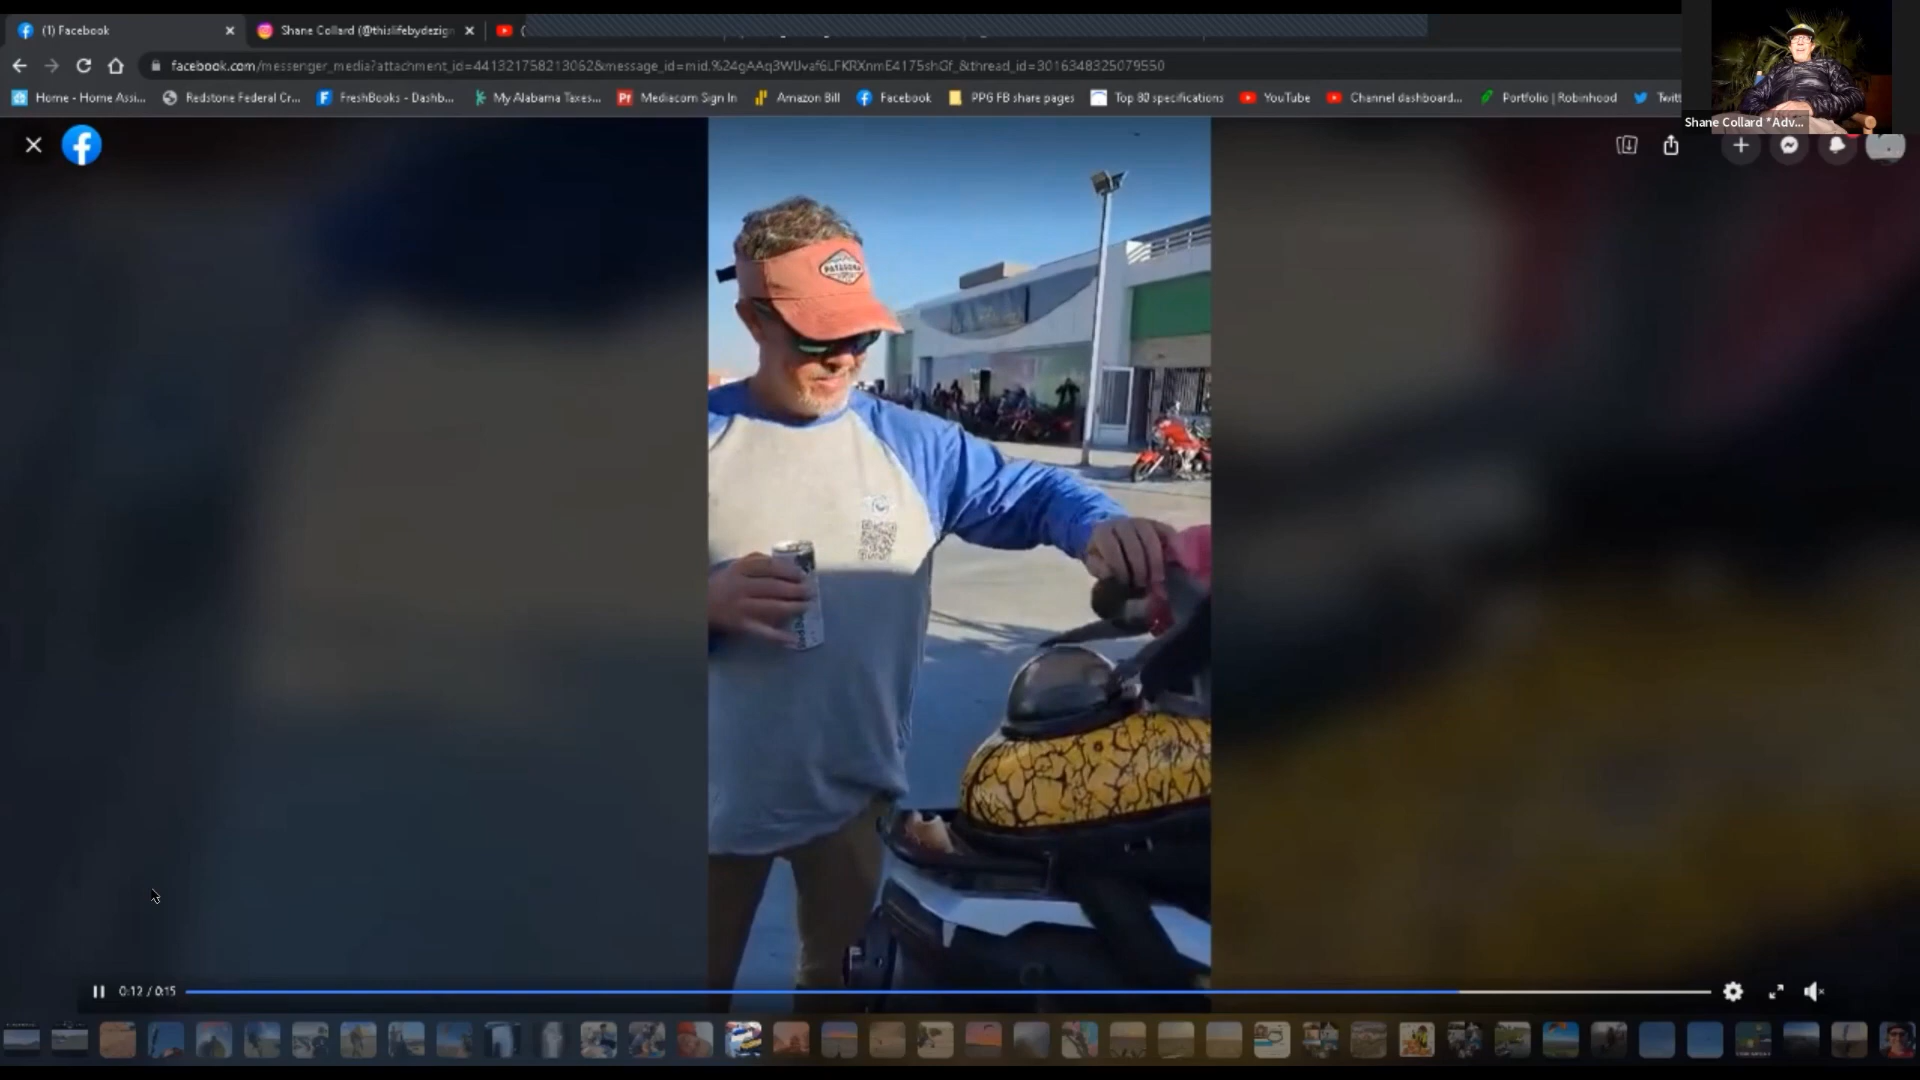 (1) Facebook
Shane Collard (@thislifebydezign
facebook.com/messenger_media?attachment_id=441321758213062&message_id=mid.%24gAAq3WlJvaf6LFKRXnmE4175shGf_&thread_id=3016348325079550
Home - Home Assi... Redstone Federal Cr... FreshBooks - Dashb... My Alabama Taxes... Mediacom Sign In Amazon Bill Facebook PPG FB share pages Top 80 specifications YouTube Channel dashboard... Portfolio | Robinhood Twitt
Shane Collard *Adv...
PATAGONIA
0:12 / 0:15